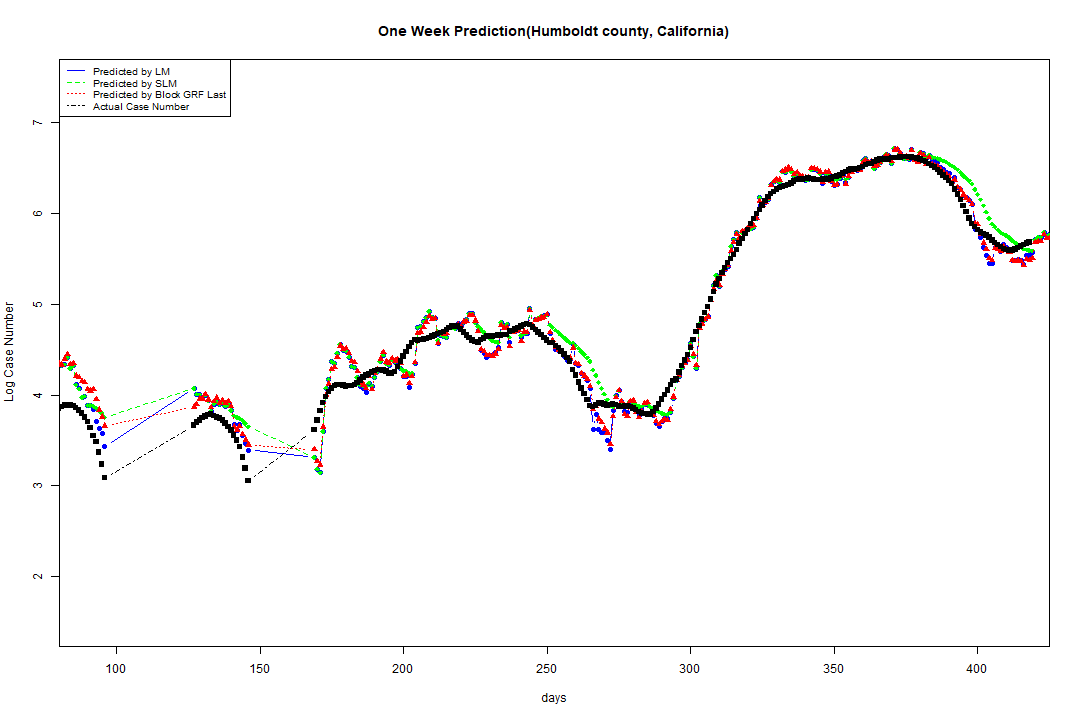 One Week Prediction(Humboldt county, California)
Predicted by LM
Predicted by SLM
Predicted by Block GRF Last
Actual Case Number
Log Case Number
7
6
5
4
3
2
100 150 200 250 300 350 400
days